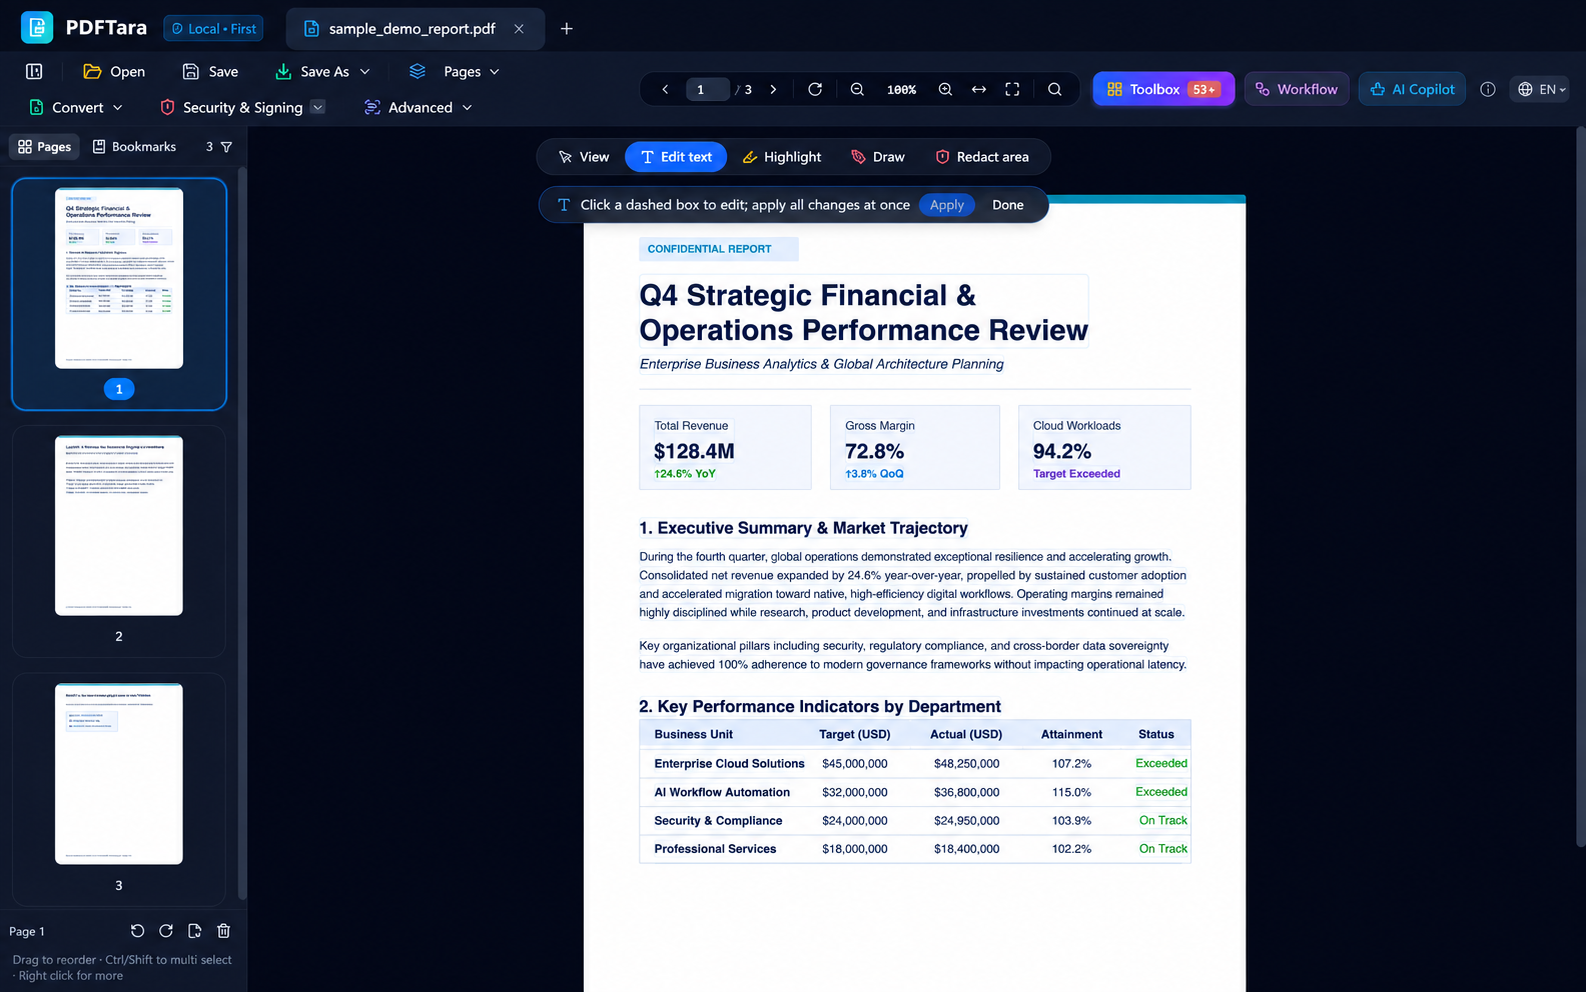 PDFTara
Local • First
sample_demo_report.pdf
Open
Save
Save As
Pages
Convert
Security & Signing
Advanced
1 / 3
100%
Toolbox 53+
Workflow
AI Copilot
EN
Pages
Bookmarks
3
View
Edit text
Highlight
Draw
Redact area
Click a dashed box to edit; apply all changes at once
Apply
Done
Q4 Strategic Financial &
Operations Performance Review
1
2
3
Page 1
Drag to reorder · Ctrl/Shift to multi select
· Right click for more
CONFIDENTIAL REPORT
Q4 Strategic Financial &
Operations Performance Review
Enterprise Business Analytics & Global Architecture Planning
Total Revenue
$128.4M
↑24.6% YoY
Gross Margin
72.8%
↑3.8% QoQ
Cloud Workloads
94.2%
Target Exceeded
1. Executive Summary & Market Trajectory
During the fourth quarter, global operations demonstrated exceptional resilience and accelerating growth.
Consolidated net revenue expanded by 24.6% year-over-year, propelled by sustained customer adoption
and accelerated migration toward native, high-efficiency digital workflows. Operating margins remained
highly disciplined while research, product development, and infrastructure investments continued at scale.
Key organizational pillars including security, regulatory compliance, and cross-border data sovereignty
have achieved 100% adherence to modern governance frameworks without impacting operational latency.
2. Key Performance Indicators by Department
Business Unit Target (USD) Actual (USD) Attainment Status
Enterprise Cloud Solutions $45,000,000 $48,250,000 107.2% Exceeded
AI Workflow Automation $32,000,000 $36,800,000 115.0% Exceeded
Security & Compliance $24,000,000 $24,950,000 103.9% On Track
Professional Services $18,000,000 $18,400,000 102.2% On Track